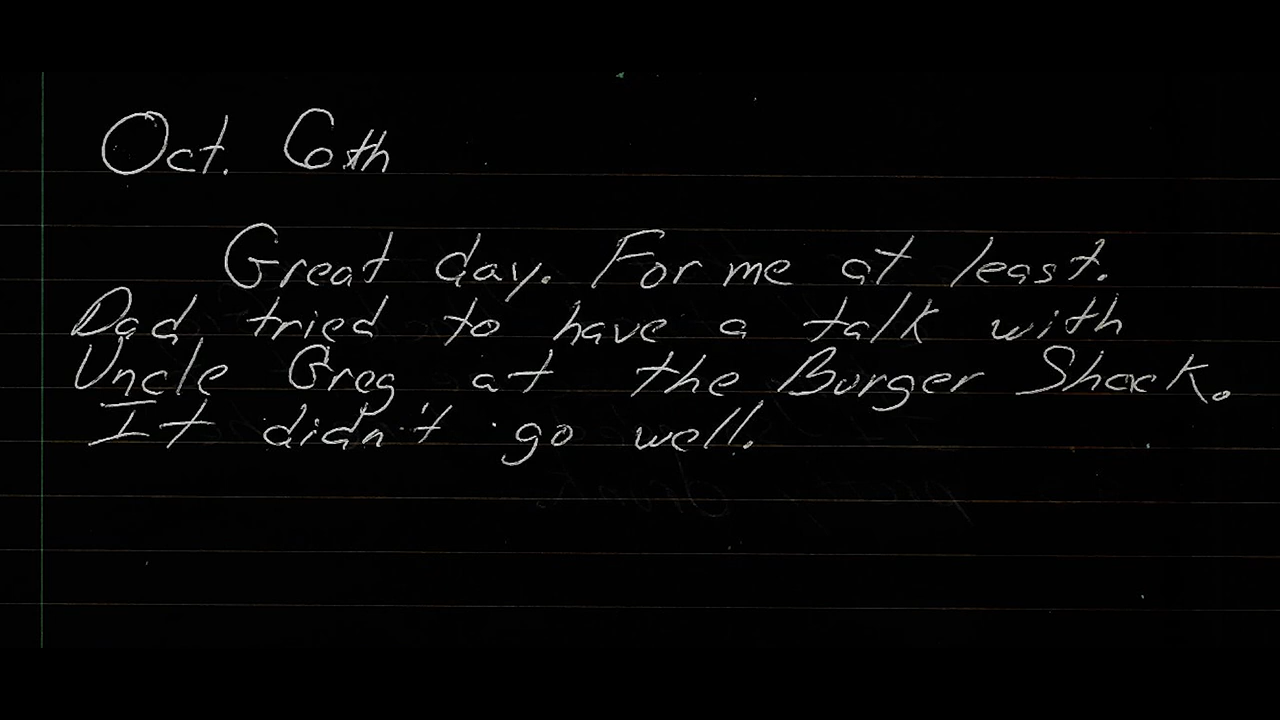 Oct. 6th
Great day. For me at least.
Dad tried to have a talk with
Uncle Greg at the Burger Shack.
It didn't go well.